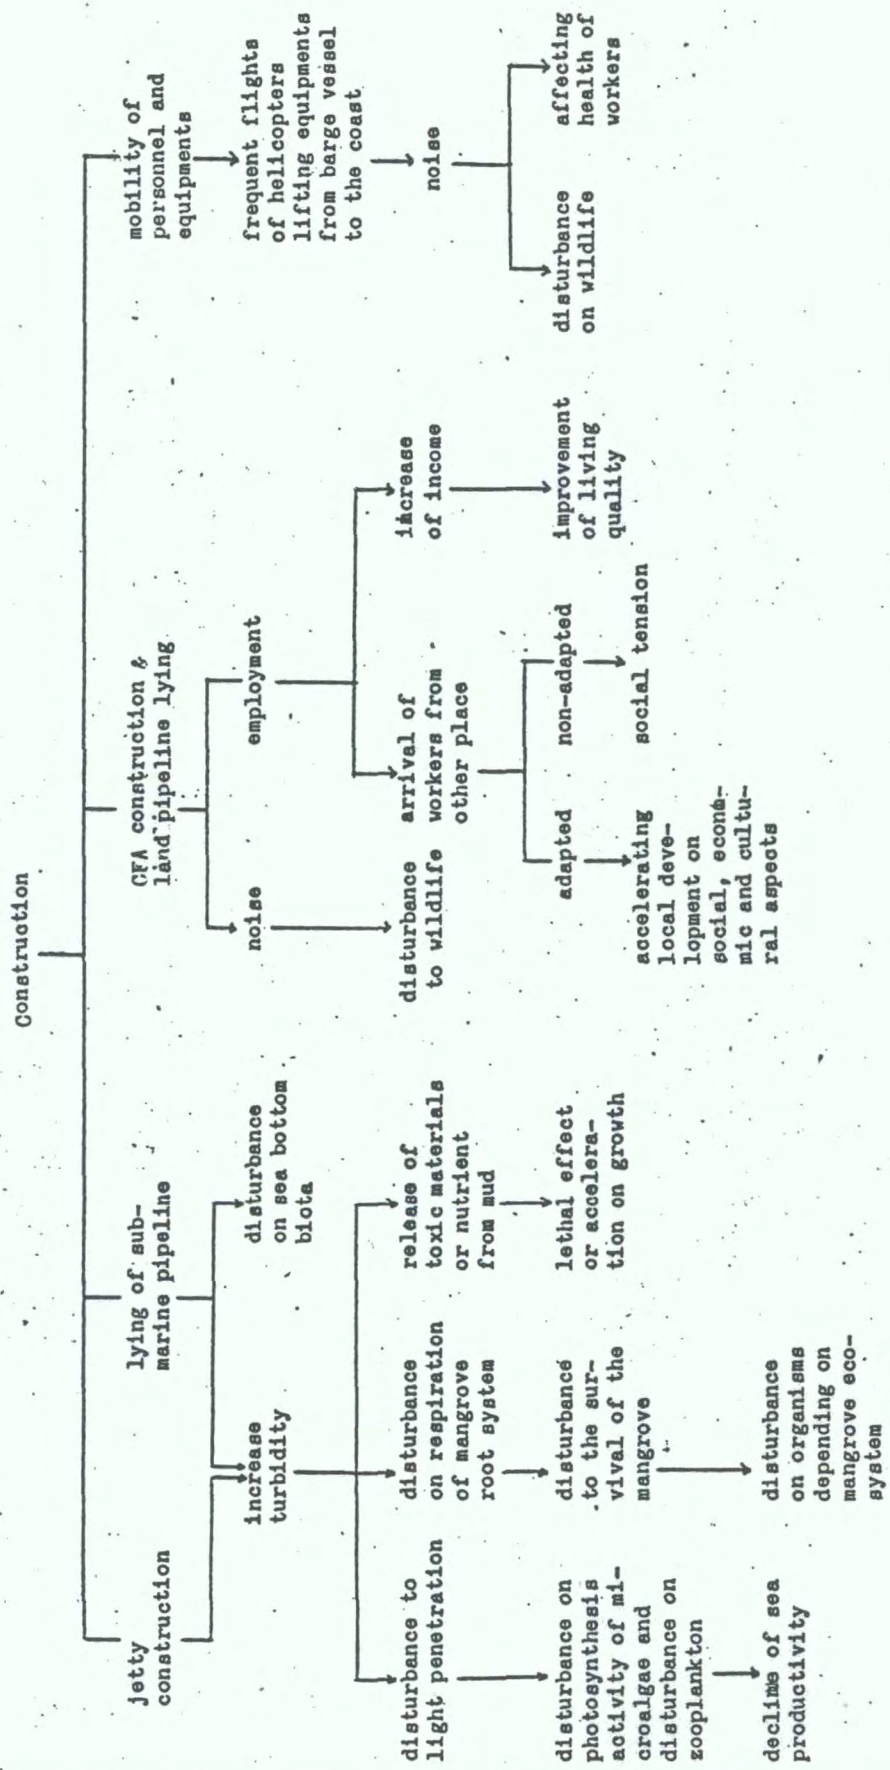 Construction
jetty
construction
lying of sub-
marine pipeline
CFA construction &
land pipeline lying
mobility of
personnel and
equipments
increase
turbidity
disturbance
on sea bottom
biota
noise
employment
frequent flights
of helicopters
lifting equipments
from barge vessel
to the coast
disturbance to
light penetration
disturbance
on respiration
of mangrove
root system
release of
toxic materials
or nutrient
from mud
disturbance
to wildlife
arrival of
workers from
other place
increase
of income
noise
disturbance on
photosynthesis
activity of mi-
croalgae and
disturbance on
zooplankton
disturbance
to the sur-
vival of the
mangrove
lethal effect
or accelera-
tion on growth
adapted
non-adapted
improvement
of living
quality
disturbance
on wildlife
affecting
health of
workers
accelerating
local deve-
lopment on
social, econo-
mic and cultu-
ral aspects
social tension
decline of sea
productivity
disturbance
on organisms
depending on
mangrove eco-
system